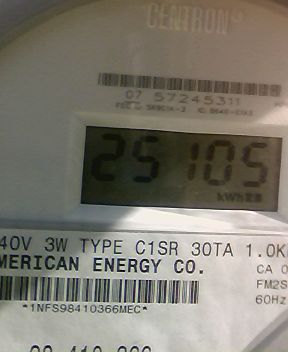 CENTRON
07 57245311
25105
kWh
40V 3W TYPE C1SR 30TA 1.0K
MERICAN ENERGY CO.
CA 0
FM2S
*1NFS98410366MEC*
60Hz